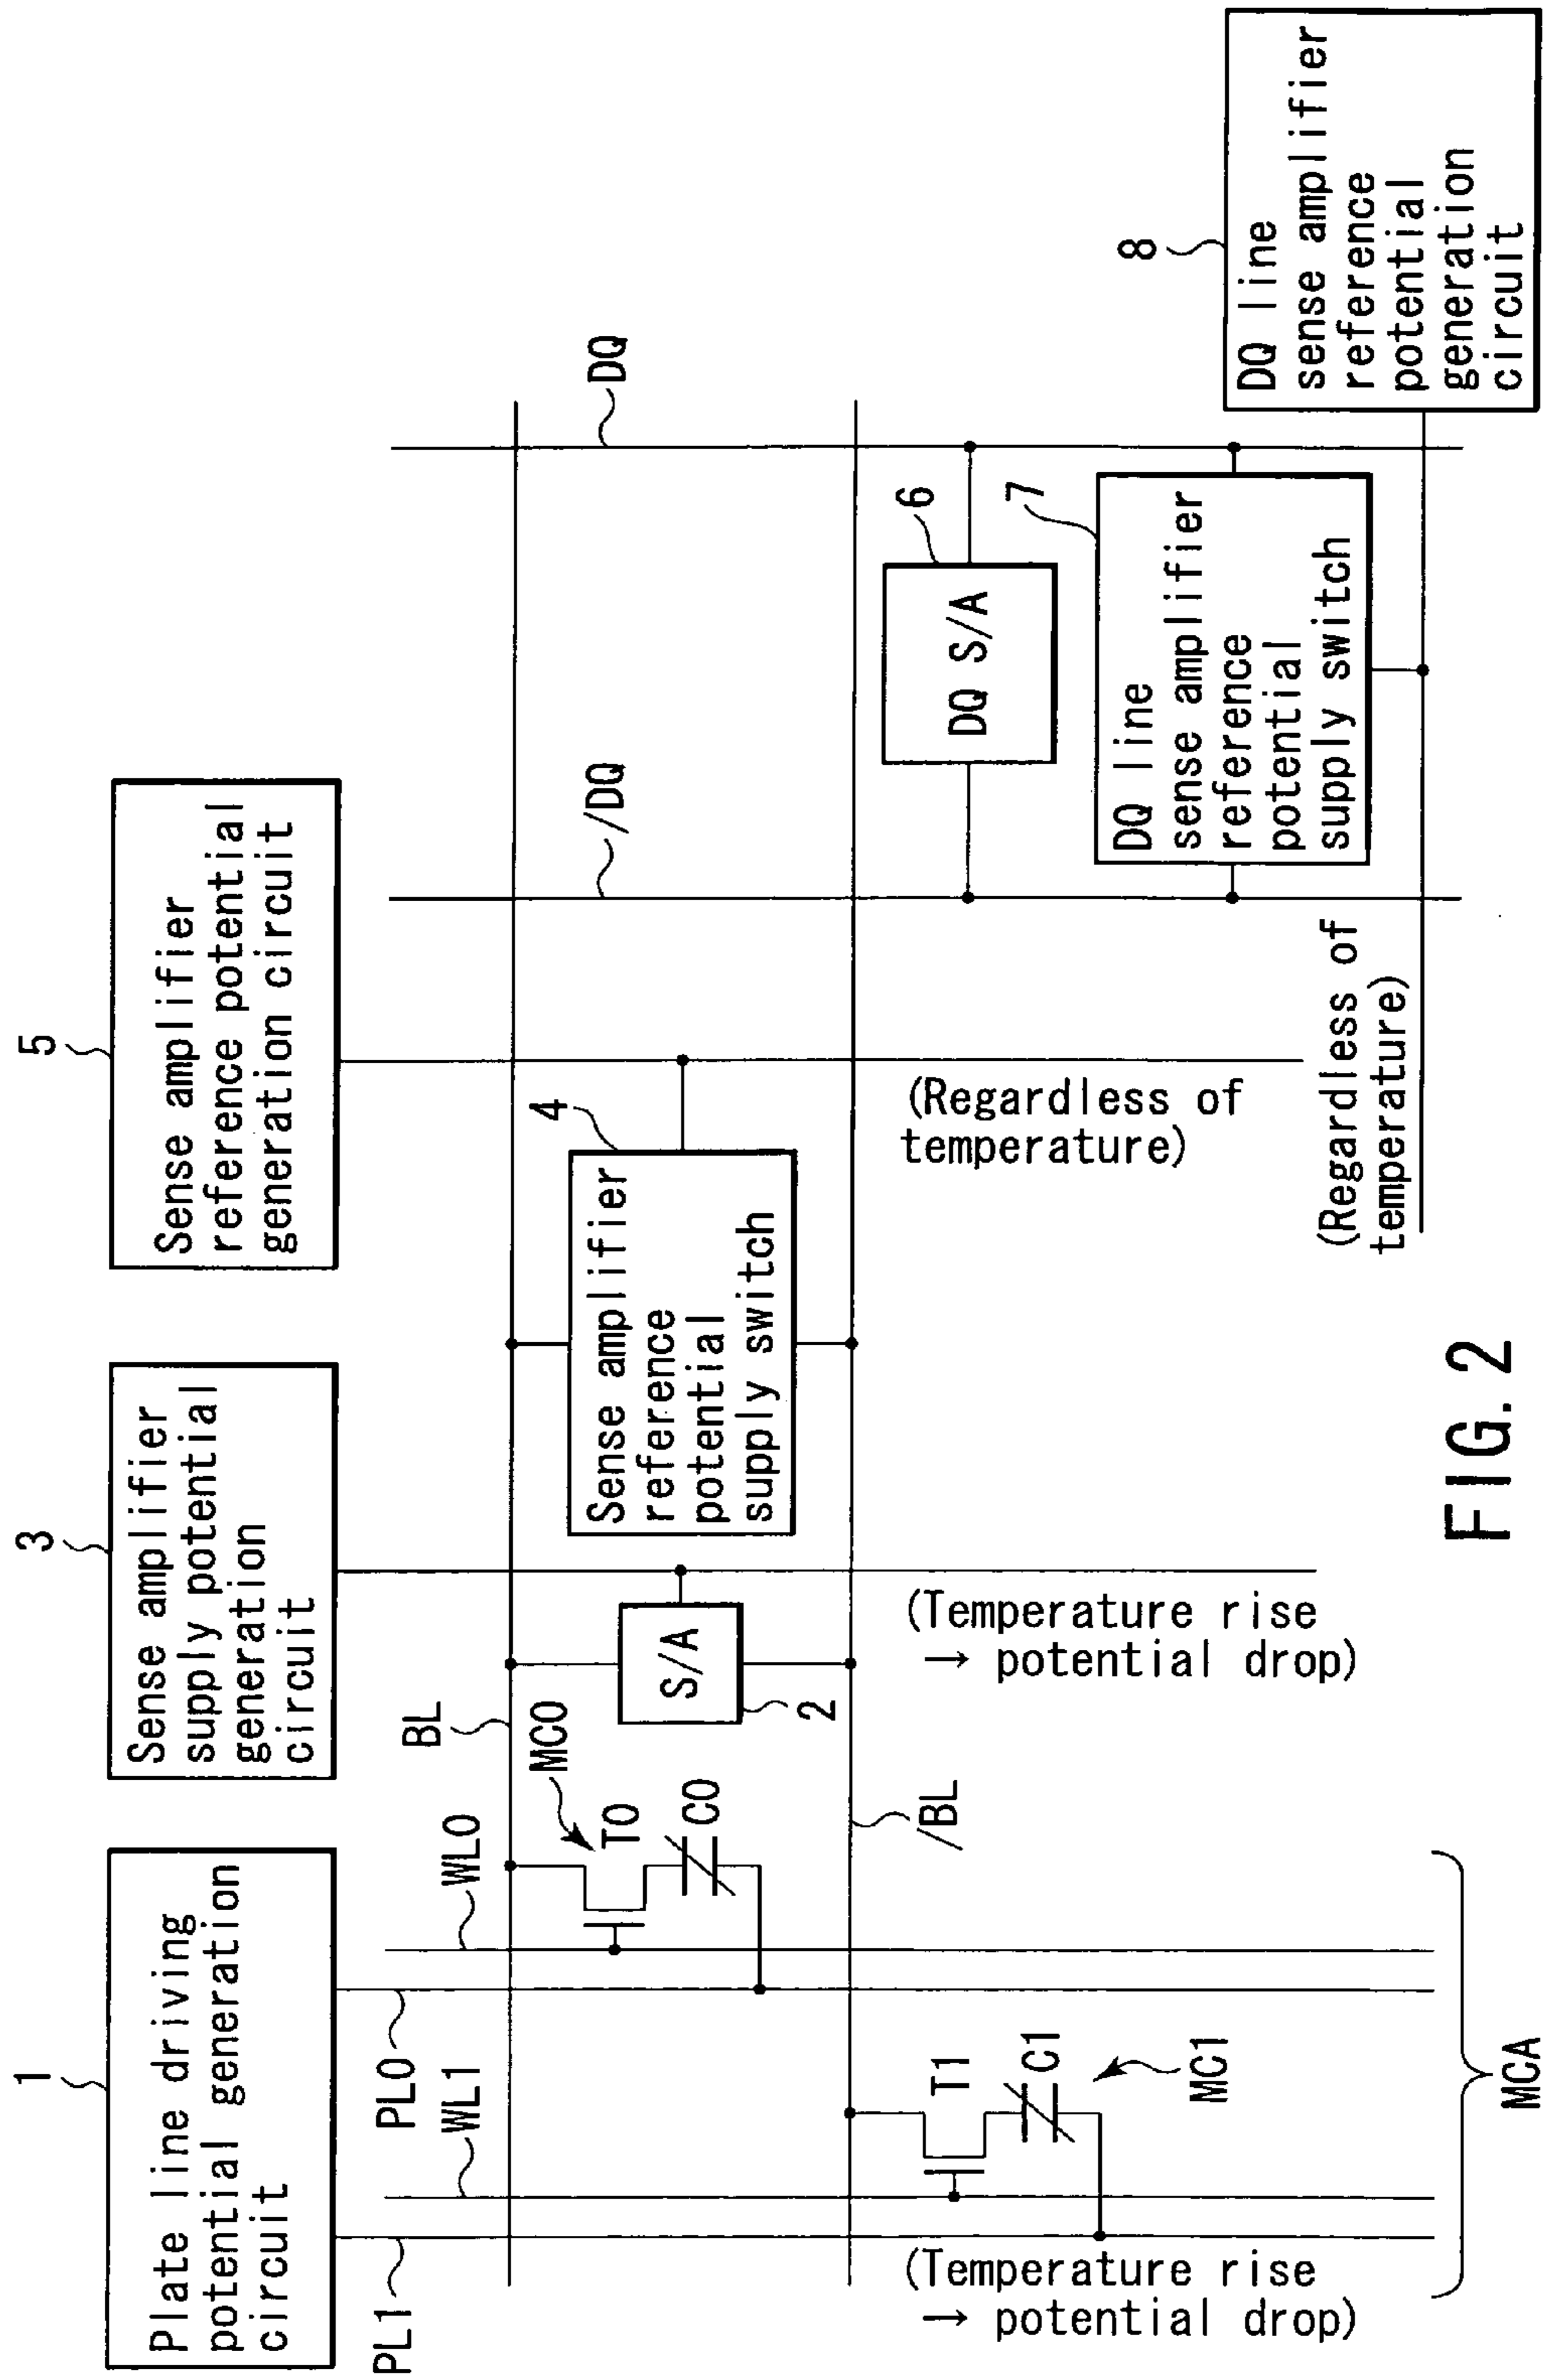 1
Plate line driving
potential generation
circuit
3
Sense amplifier
supply potential
generation
circuit
5
Sense amplifier
reference potential
generation circuit
PL1
PL0
WL1
WL0
BL
MC0
T0
C0
S/A
2
4
Sense amplifier
reference
potential
supply switch
/DQ
DQ
/BL
T1
C1
MC1
6
DQ S/A
7
DQ line
sense amplifier
reference
potential
supply switch
8
DQ line
sense amplifier
reference
potential
generation
circuit
(Temperature rise
→ potential drop)
(Temperature rise
→ potential drop)
(Regardless of
temperature)
(Regardless of
temperature)
MCA
FIG. 2